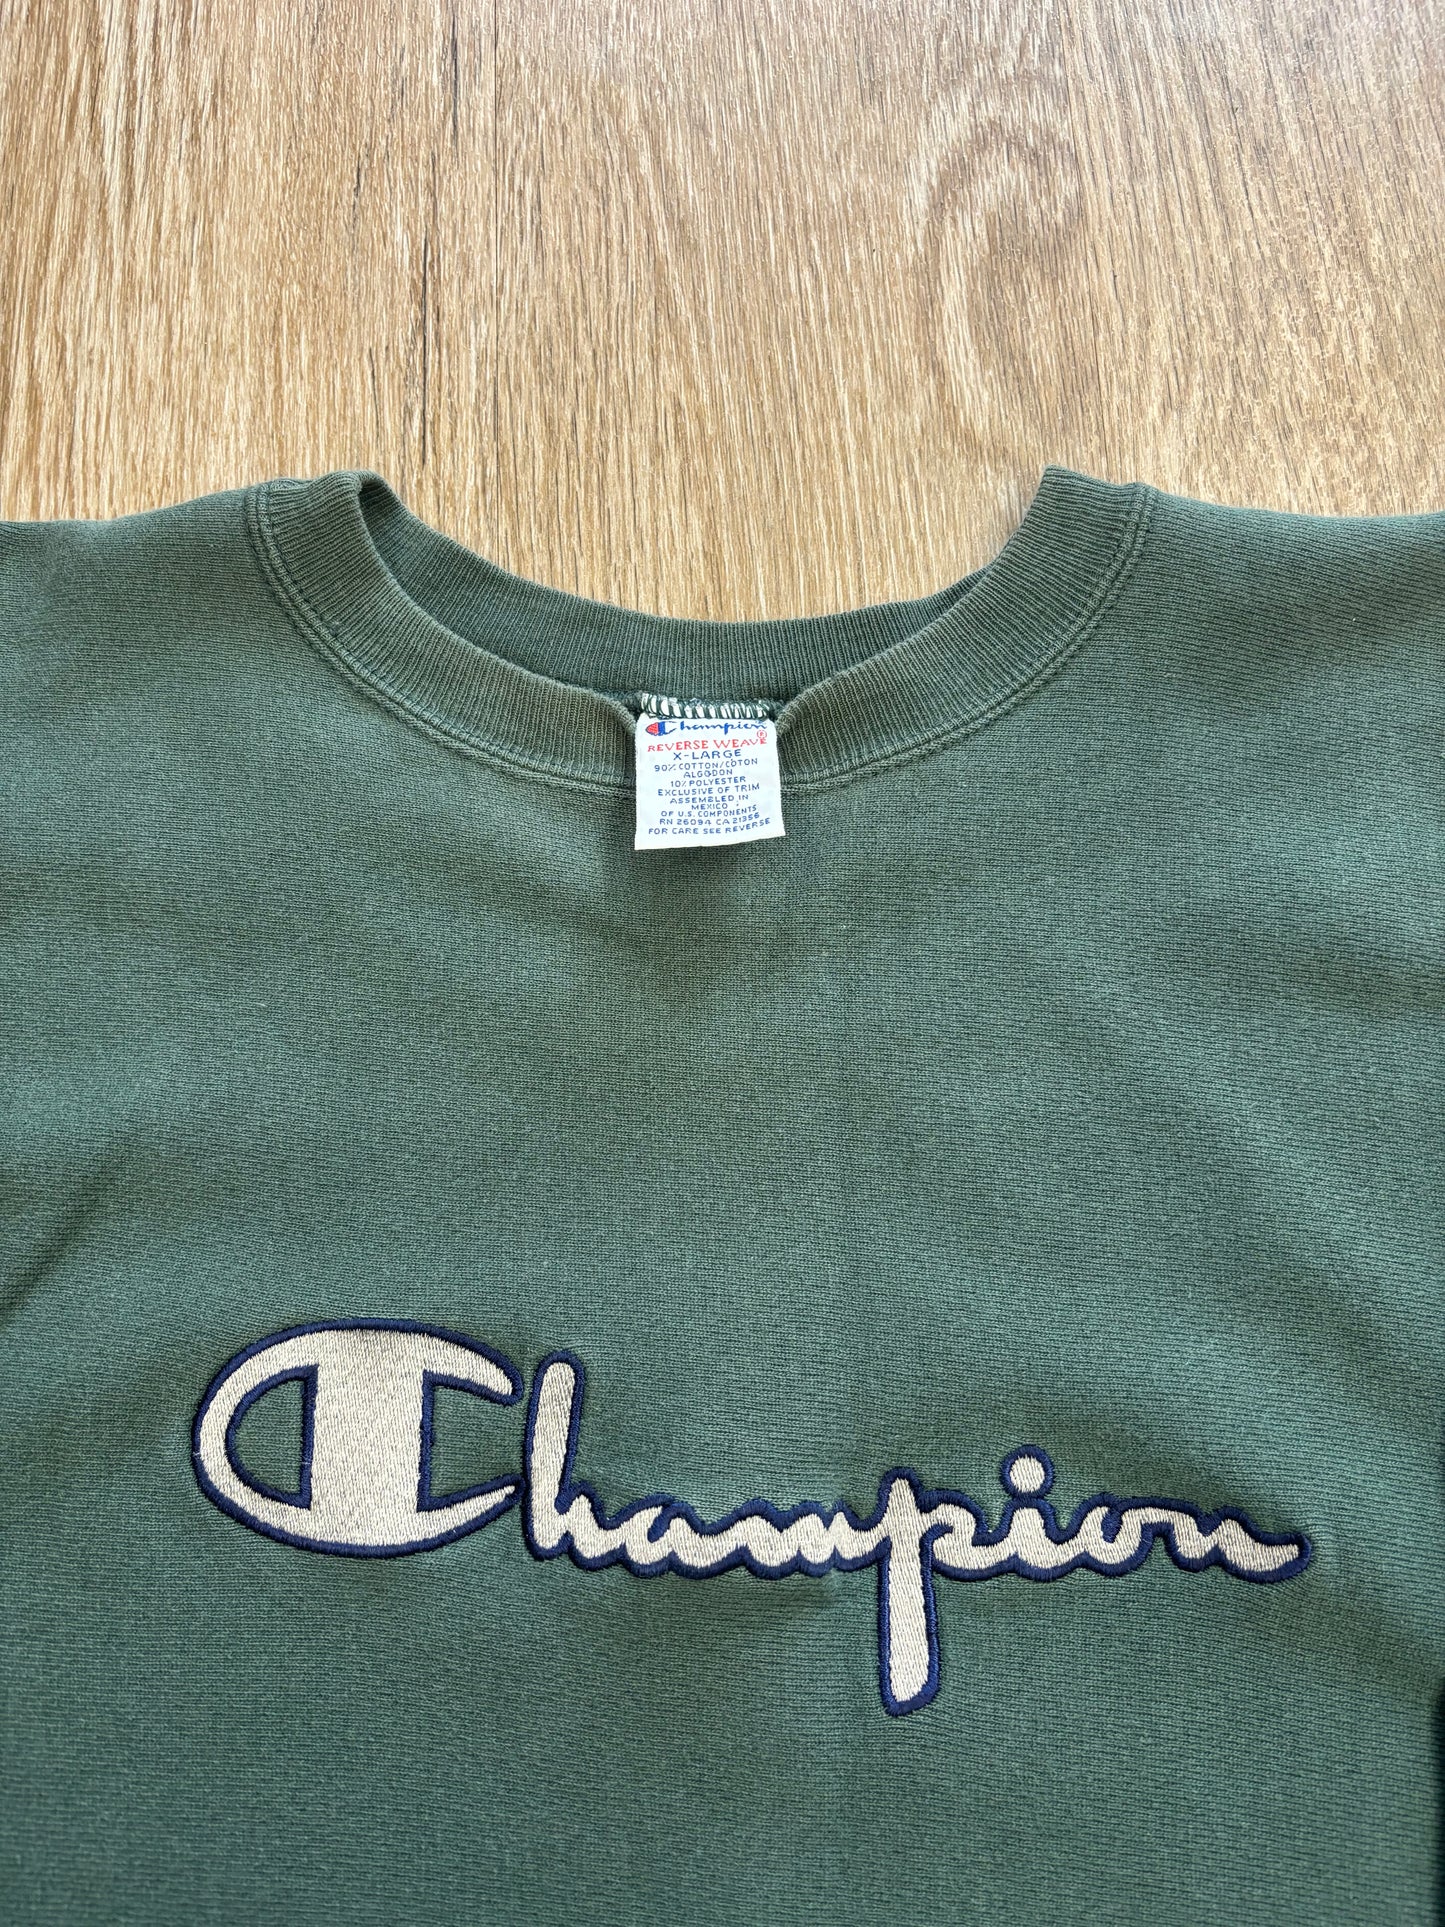 Champion
REVERSE WEAVE®
X-LARGE
90% COTTON/COTON
ALGODON
10% POLYESTER
EXCLUSIVE OF TRIM
ASSEMBLED IN
MEXICO
OF U.S. COMPONENTS
RN 26094 CA 21356
FOR CARE SEE REVERSE
Champion